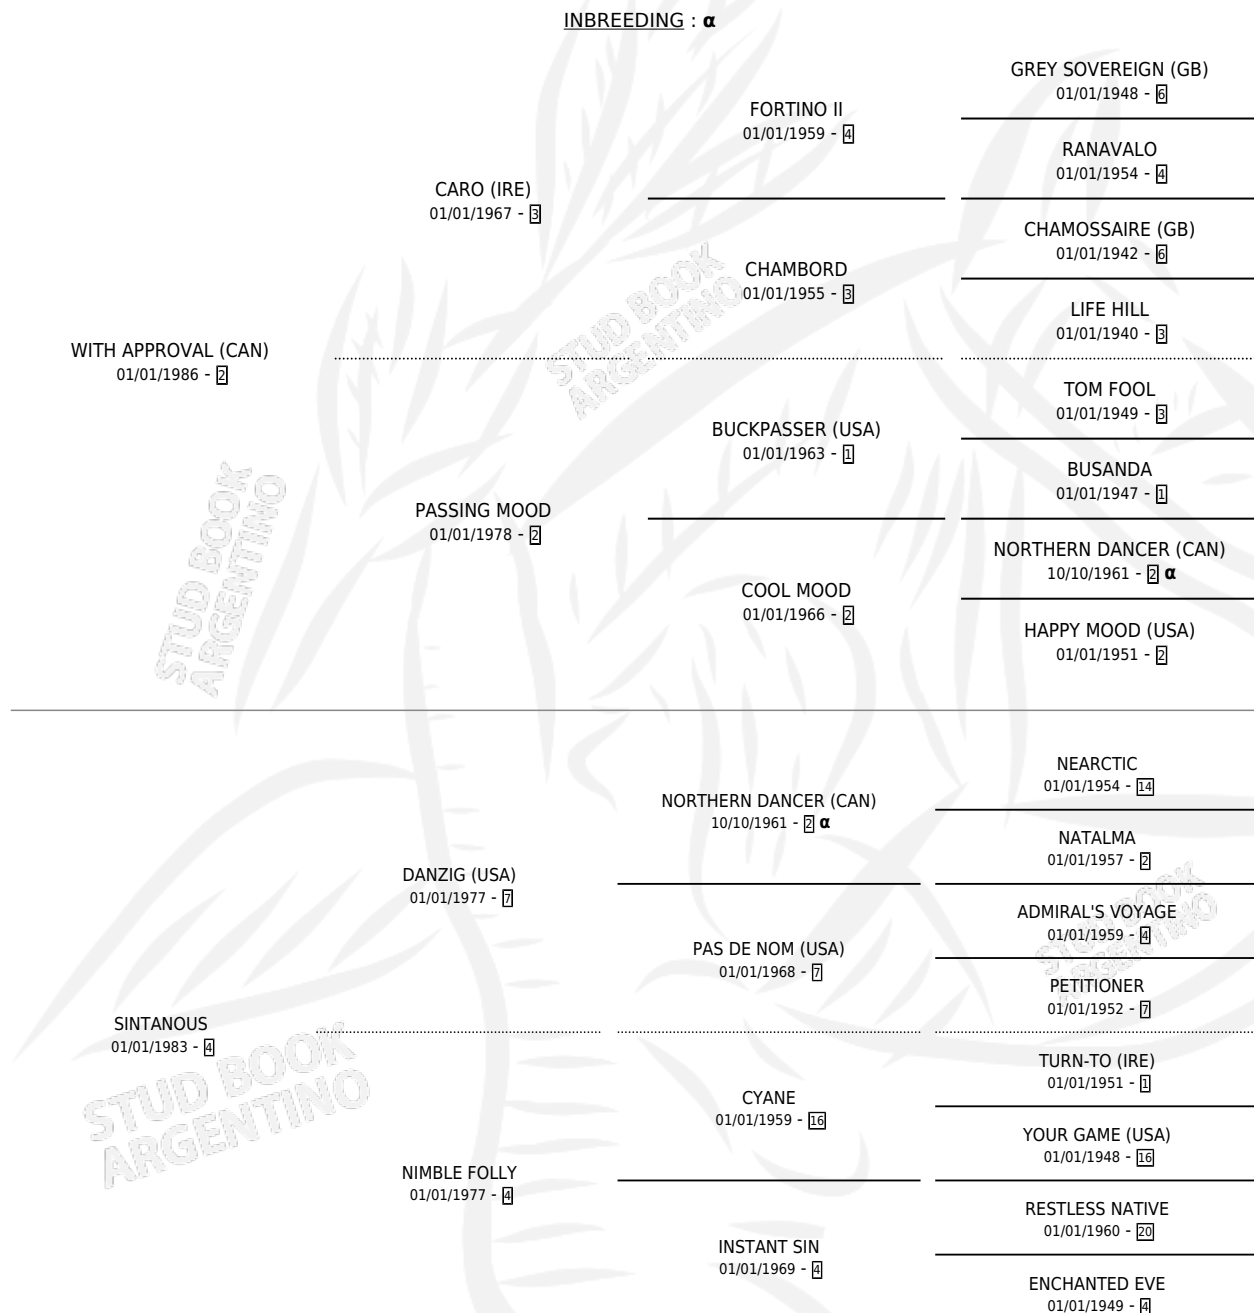 INBREEDING : α
GREY SOVEREIGN (GB)
01/01/1948 - 6
FORTINO II
01/01/1959 - 4
RANAVALO
01/01/1954 - 4
CARO (IRE)
01/01/1967 - 3
CHAMOSSAIRE (GB)
01/01/1942 - 6
CHAMBORD
01/01/1955 - 3
LIFE HILL
01/01/1940 - 3
WITH APPROVAL (CAN)
01/01/1986 - 2
TOM FOOL
01/01/1949 - 3
BUCKPASSER (USA)
01/01/1963 - 1
BUSANDA
01/01/1947 - 1
PASSING MOOD
01/01/1978 - 2
NORTHERN DANCER (CAN)
10/10/1961 - 2 α
COOL MOOD
01/01/1966 - 2
HAPPY MOOD (USA)
01/01/1951 - 2
NEARCTIC
01/01/1954 - 14
NORTHERN DANCER (CAN)
10/10/1961 - 2 α
NATALMA
01/01/1957 - 2
DANZIG (USA)
01/01/1977 - 7
ADMIRAL'S VOYAGE
01/01/1959 - 4
PAS DE NOM (USA)
01/01/1968 - 7
PETITIONER
01/01/1952 - 7
SINTANOUS
01/01/1983 - 4
TURN-TO (IRE)
01/01/1951 - 1
CYANE
01/01/1959 - 16
YOUR GAME (USA)
01/01/1948 - 16
NIMBLE FOLLY
01/01/1977 - 4
RESTLESS NATIVE
01/01/1960 - 20
INSTANT SIN
01/01/1969 - 4
ENCHANTED EVE
01/01/1949 - 4
STUD BOOK
ARGENTINO
STUD BOOK
ARGENTINO
STUD BOOK
ARGENTINO
STUD BOOK
ARGENTINO